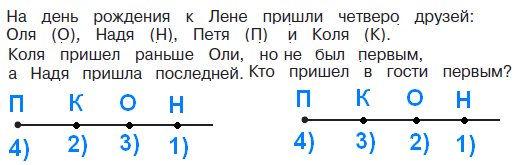 На день рождения к Лене пришли четверо друзей:
Оля (О), Надя (Н), Петя (П) и Коля (К).
Коля пришел раньше Оли, но не был первым,
а Надя пришла последней. Кто пришел в гости первым?
П К О Н
4) 2) 3) 1)
П К О Н
4) 3) 2) 1)